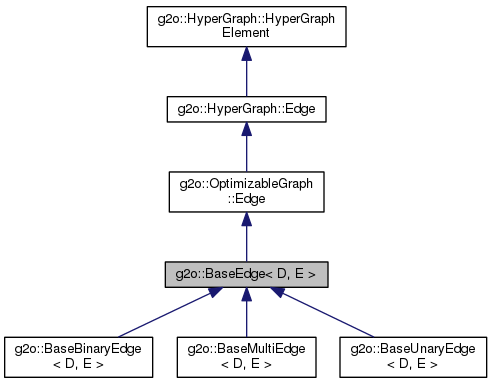 g2o::HyperGraph::HyperGraph
Element
g2o::HyperGraph::Edge
g2o::OptimizableGraph
::Edge
g2o::BaseEdge< D, E >
g2o::BaseBinaryEdge
< D, E >
g2o::BaseMultiEdge
< D, E >
g2o::BaseUnaryEdge
< D, E >